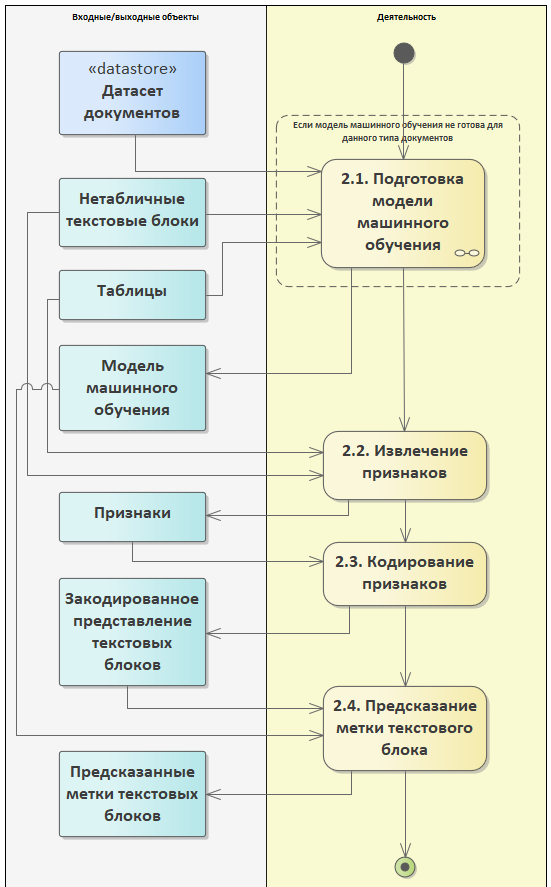 Входные/выходные объекты
Деятельность
«datastore»
Датасет
документов
Если модель машинного обучения не готова для
данного типа документов
2.1. Подготовка
модели
машинного
обучения
Нетабличные
текстовые блоки
Таблицы
Модель
машинного
обучения
2.2. Извлечение
признаков
Признаки
2.3. Кодирование
признаков
Закодированное
представление
текстовых
блоков
2.4. Предсказание
метки текстового
блока
Предсказанные
метки текстовых
блоков